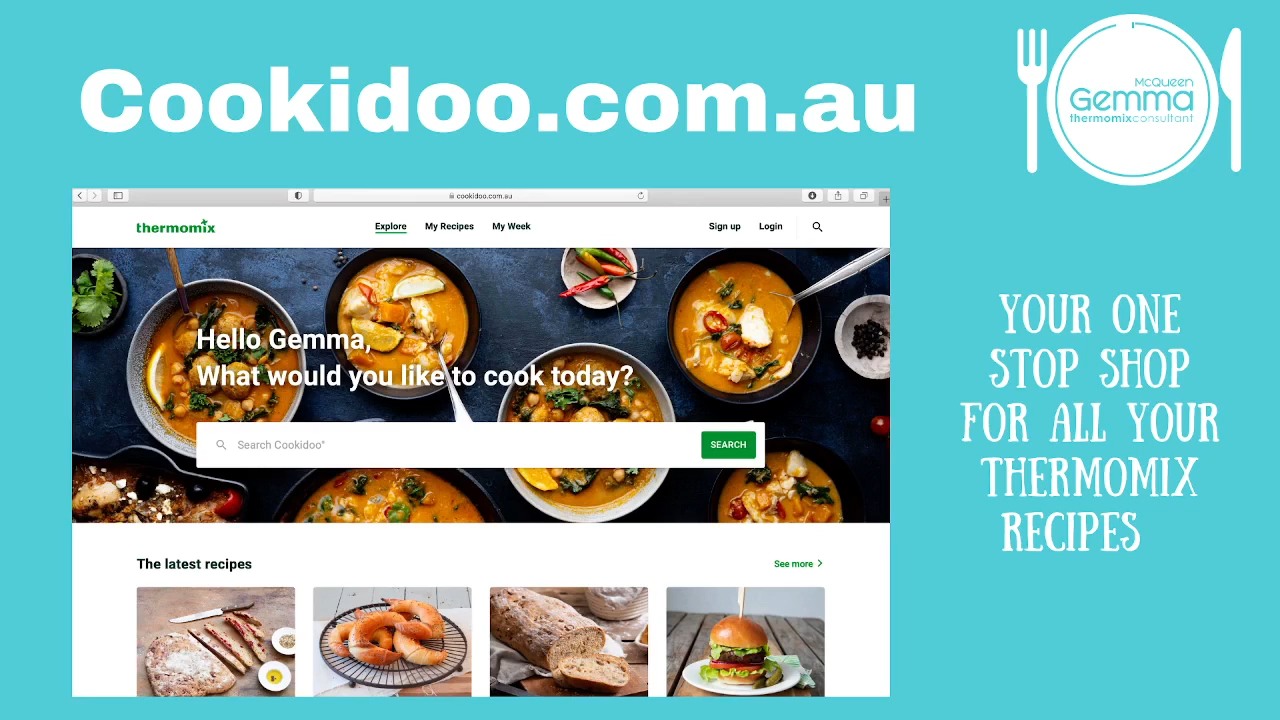 Cookidoo.com.au
McQueen
Gemma
thermomixconsultant
cookidoo.com.au
thermomix
Explore
My Recipes
My Week
Sign up
Login
Hello Gemma,
What would you like to cook today?
Search Cookidoo®
SEARCH
The latest recipes
See more
YOUR ONE
STOP SHOP
FOR ALL YOUR
THERMOMIX
RECIPES